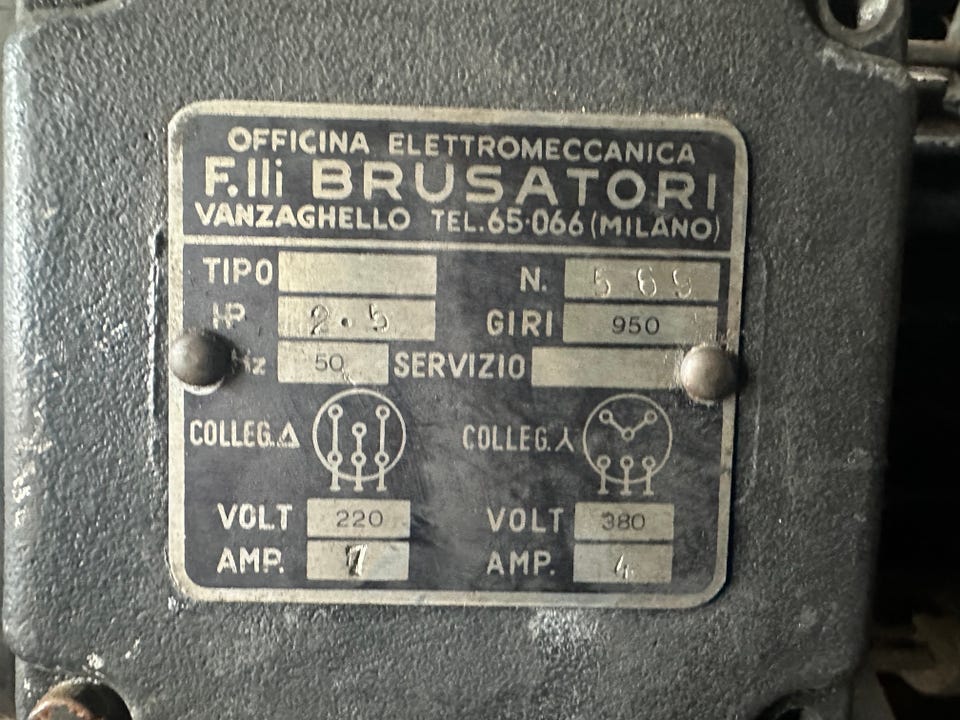 OFFICINA ELETTROMECCANICA
F.lli BRUSATORI
VANZAGHELLO TEL.65·066 (MILANO)
TIPO N. 569
HP 2.5 GIRI 950
Hz 50 SERVIZIO
COLLEG.△ COLLEG.⅄
VOLT 220 VOLT 380
AMP. 7 AMP. 4